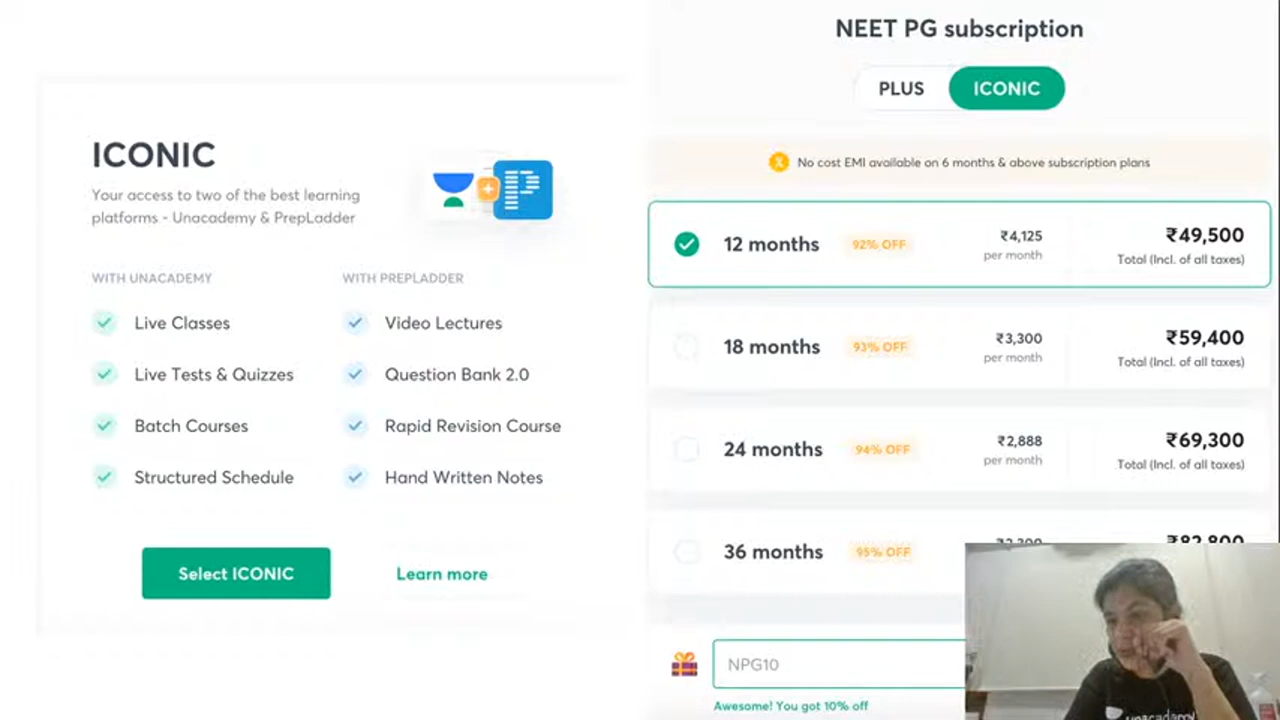 ICONIC
Your access to two of the best learning
platforms - Unacademy & PrepLadder
WITH UNACADEMY
Live Classes
Live Tests & Quizzes
Batch Courses
Structured Schedule
WITH PREPLADDER
Video Lectures
Question Bank 2.0
Rapid Revision Course
Hand Written Notes
Select ICONIC
Learn more
NEET PG subscription
PLUS
ICONIC
No cost EMI available on 6 months & above subscription plans
12 months
92% OFF
₹4,125
per month
₹49,500
Total (Incl. of all taxes)
18 months
93% OFF
₹3,300
per month
₹59,400
Total (Incl. of all taxes)
24 months
94% OFF
₹2,888
per month
₹69,300
Total (Incl. of all taxes)
36 months
95% OFF
₹2,300
₹82,800
NPG10
Awesome! You got 10% off
unacademy